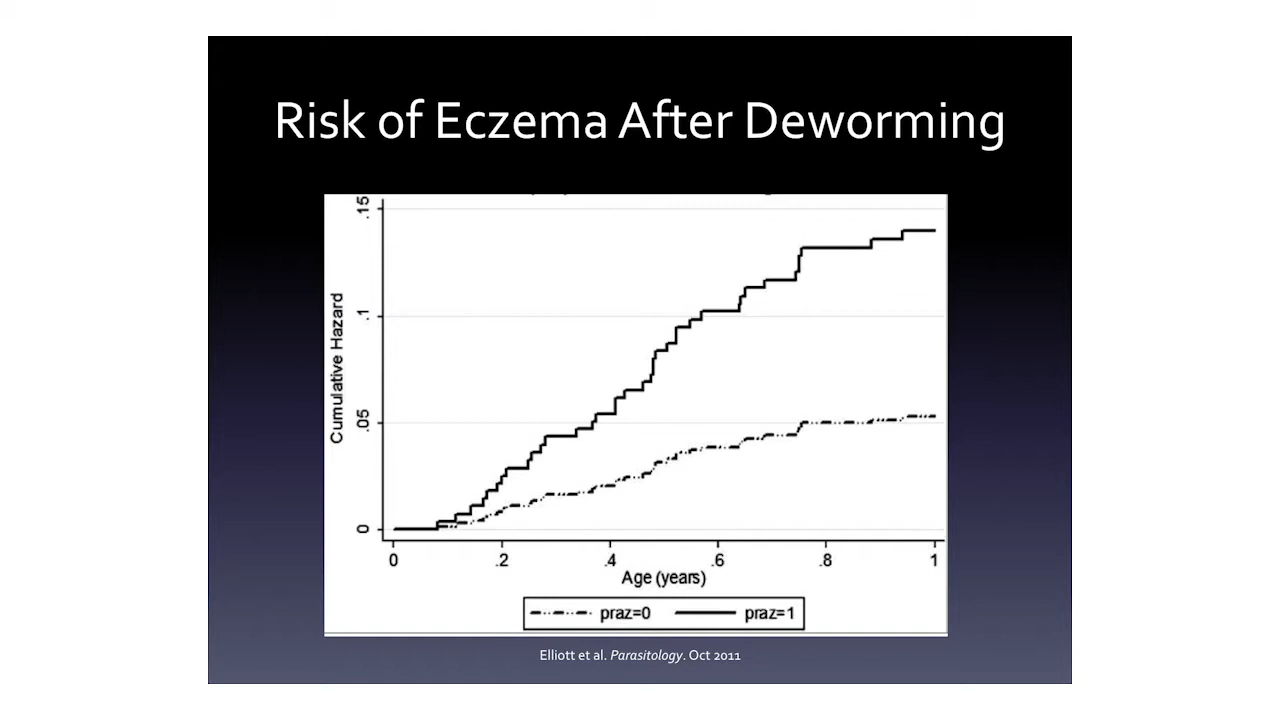 Risk of Eczema After Deworming
.15
.1
.05
0
Cumulative Hazard
0 .2 .4 .6 .8 1
Age (years)
praz=0 praz=1
Elliott et al. Parasitology. Oct 2011